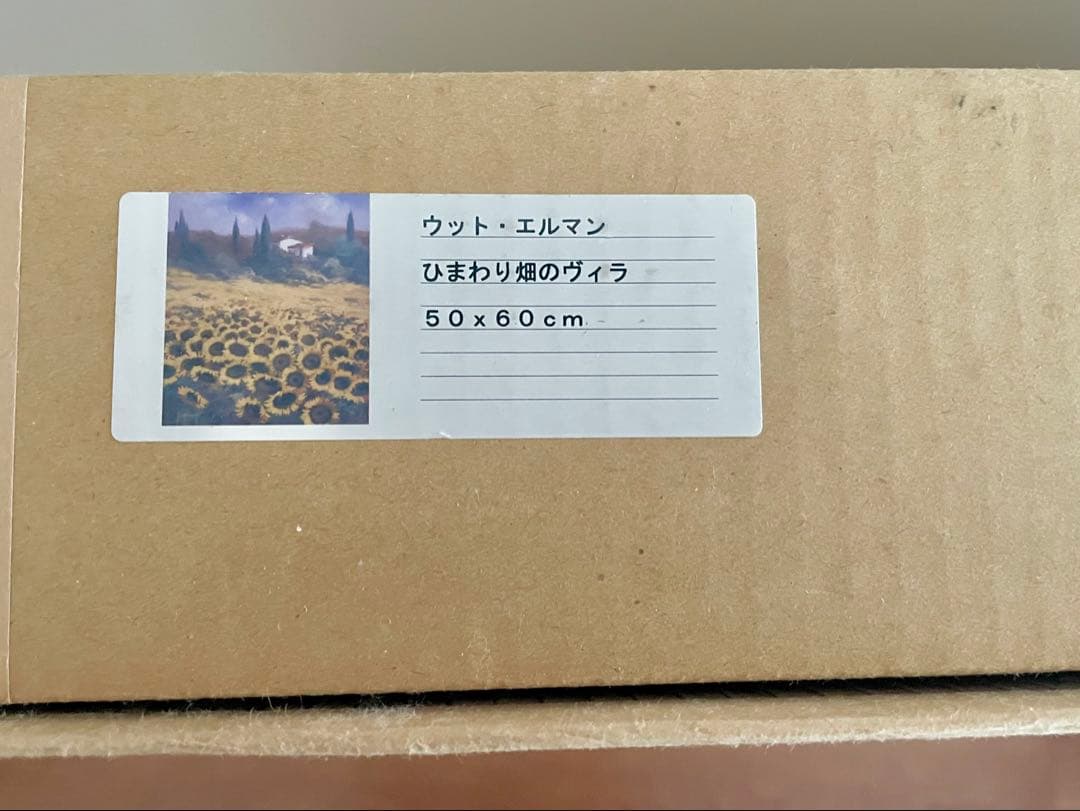 ウット・エルマン
ひまわり畑のヴィラ
５０ｘ６０ｃｍ